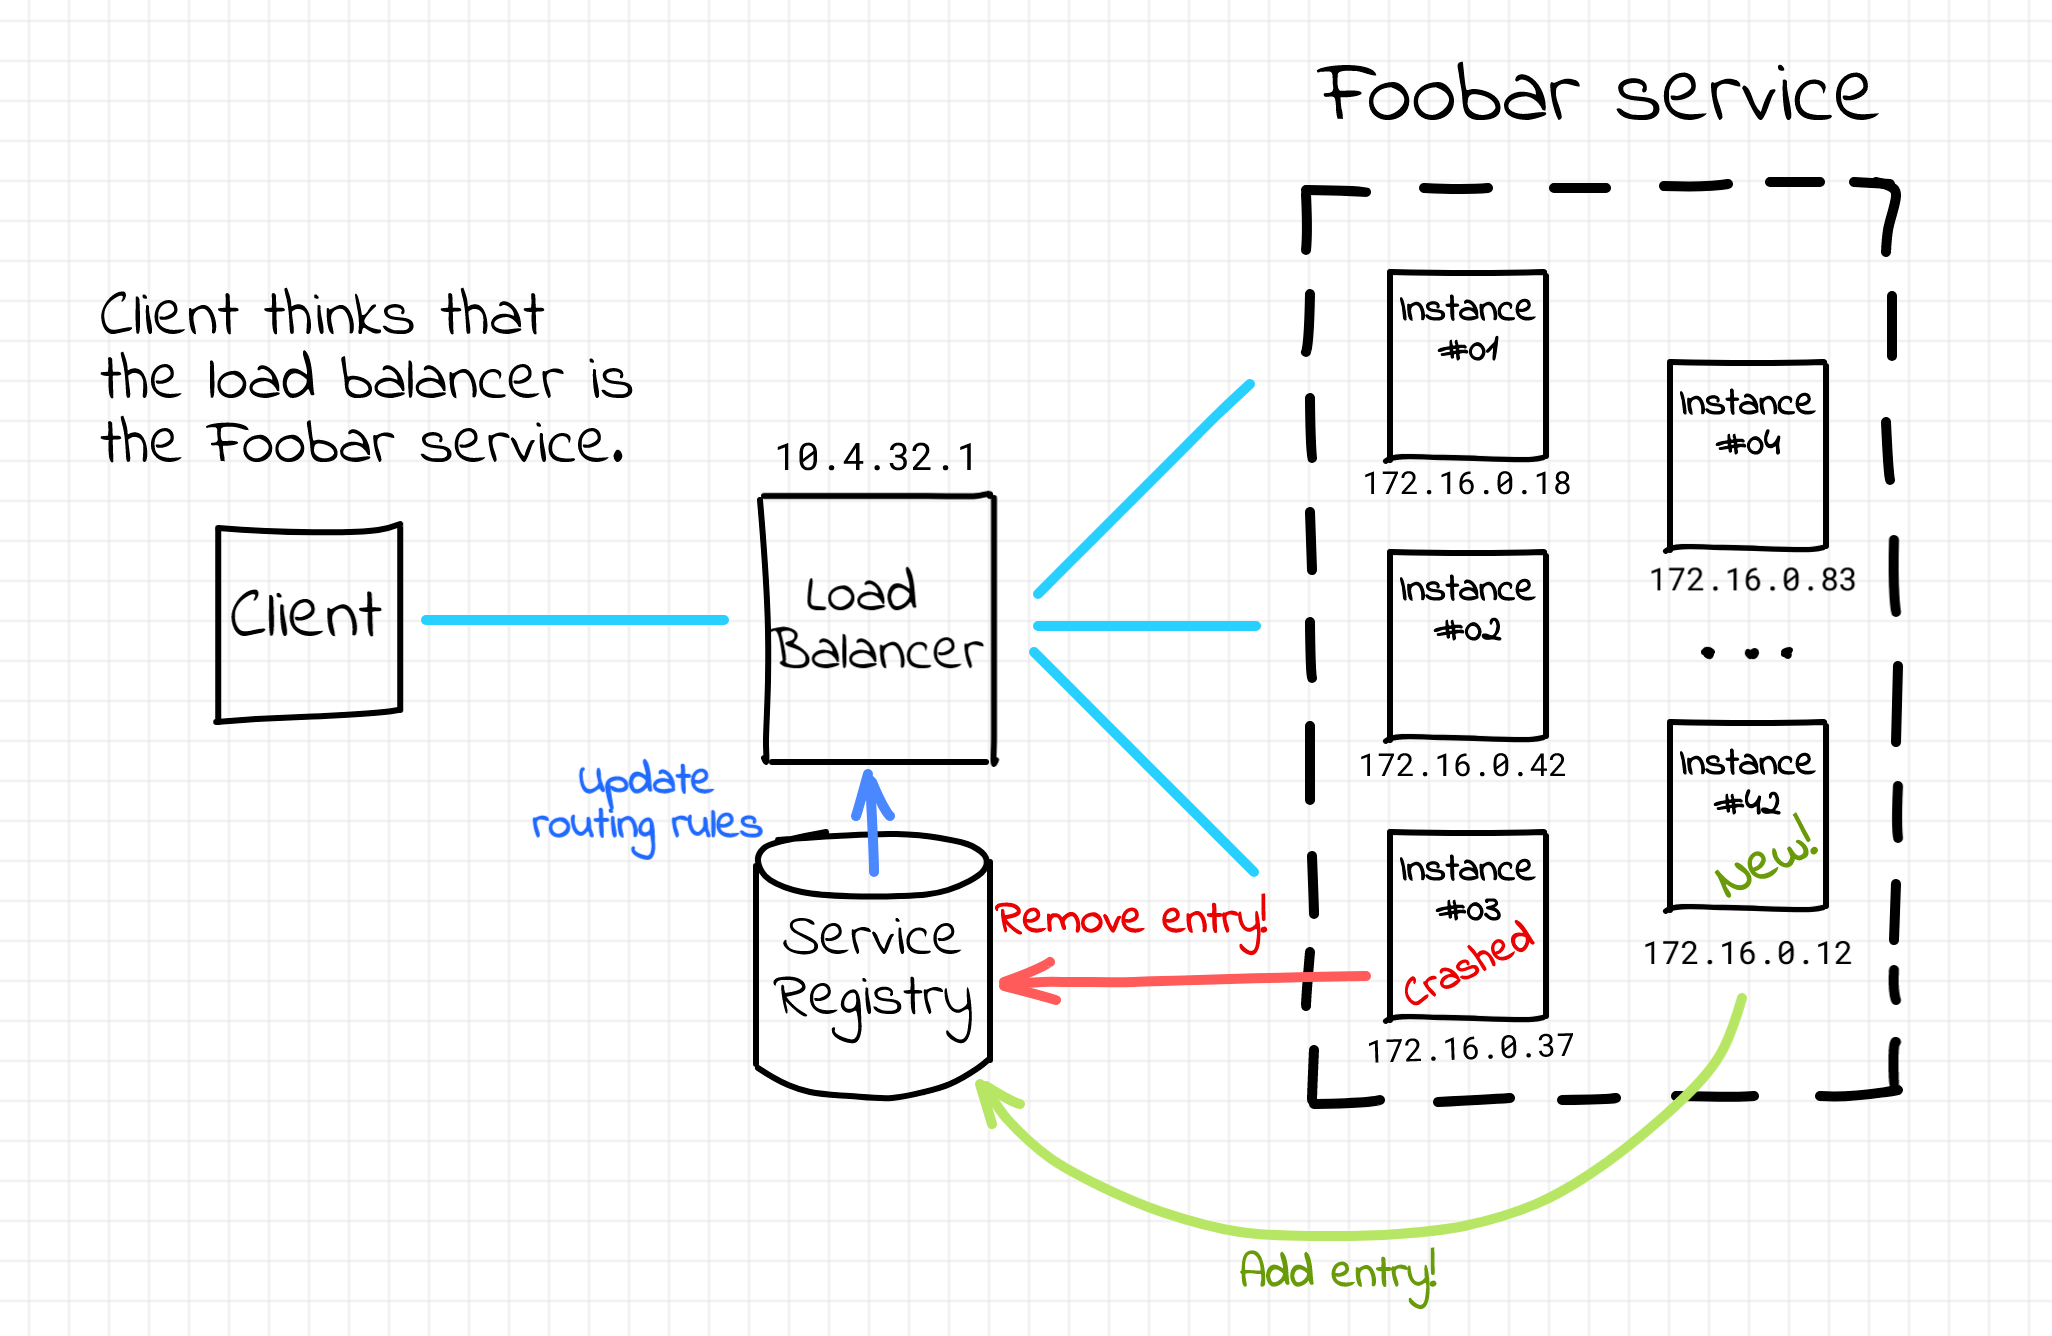 Foobar service
Client thinks that
the load balancer is
the Foobar service.
Client
10.4.32.1
Load
Balancer
Update
routing rules
Service
Registry
Instance
#01
172.16.0.18
Instance
#02
172.16.0.42
Instance
#03
Crashed
172.16.0.37
Instance
#04
172.16.0.83
...
Instance
#42
New!
172.16.0.12
Remove entry!
Add entry!